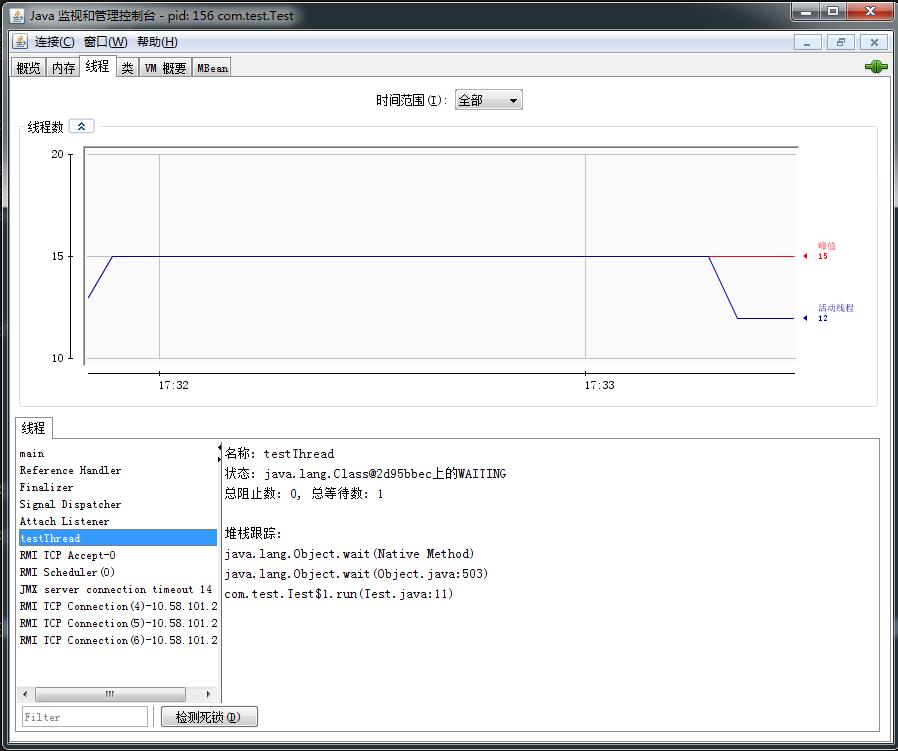 Java 监视和管理控制台 - pid: 156 com.test.Test
连接(C) 窗口(W) 帮助(H)
概览 内存 线程 类 VM 概要 MBean
时间范围(I): 全部
线程数
20
15
10
峰值
15
活动线程
12
17:32 17:33
线程
main
Reference Handler
Finalizer
Signal Dispatcher
Attach Listener
testThread
RMI TCP Accept-0
RMI Scheduler(0)
JMX server connection timeout 14
RMI TCP Connection(4)-10.58.101.2
RMI TCP Connection(5)-10.58.101.2
RMI TCP Connection(6)-10.58.101.2
Filter
检测死锁(D)
名称: testThread
状态: java.lang.Class@2d95bbec上的WAITING
总阻止数: 0, 总等待数: 1
堆栈跟踪:
java.lang.Object.wait(Native Method)
java.lang.Object.wait(Object.java:503)
com.test.Test$1.run(Test.java:11)